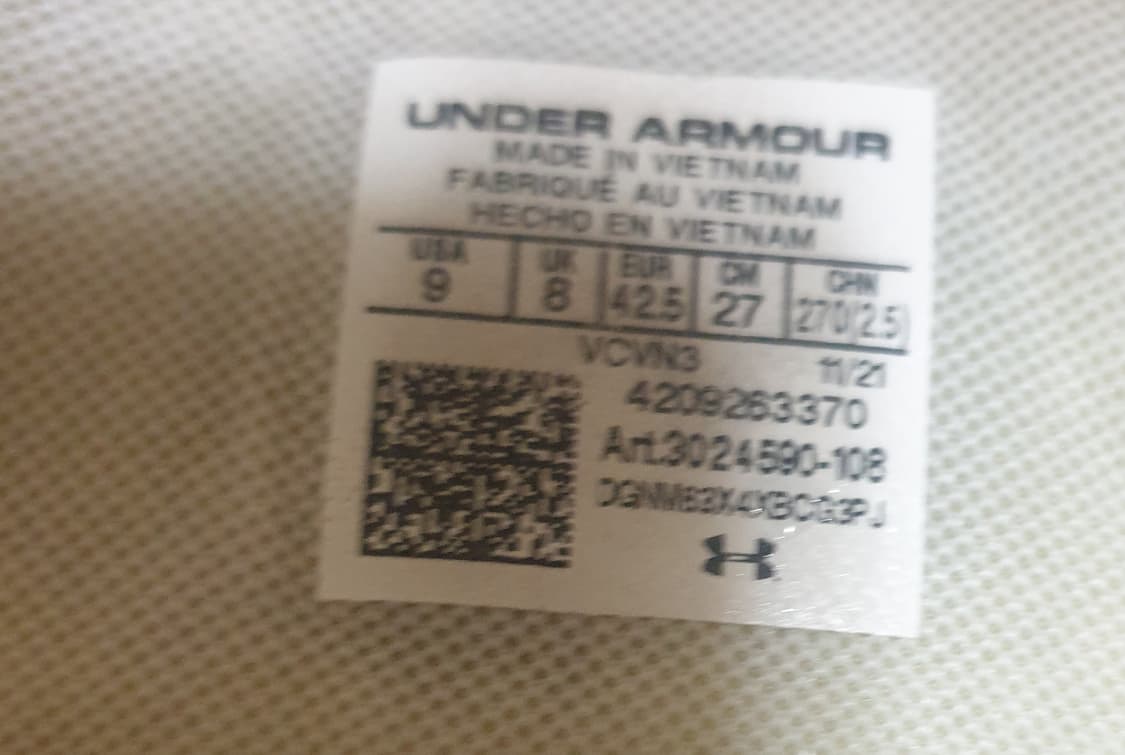 UNDER ARMOUR
MADE IN VIETNAM
FABRIQUÉ AU VIETNAM
HECHO EN VIETNAM
USA UK EUR CM CHN
9 8 42.5 27 270(2.5)
VCVN3 11/21
4209263370
Art.3024590-108